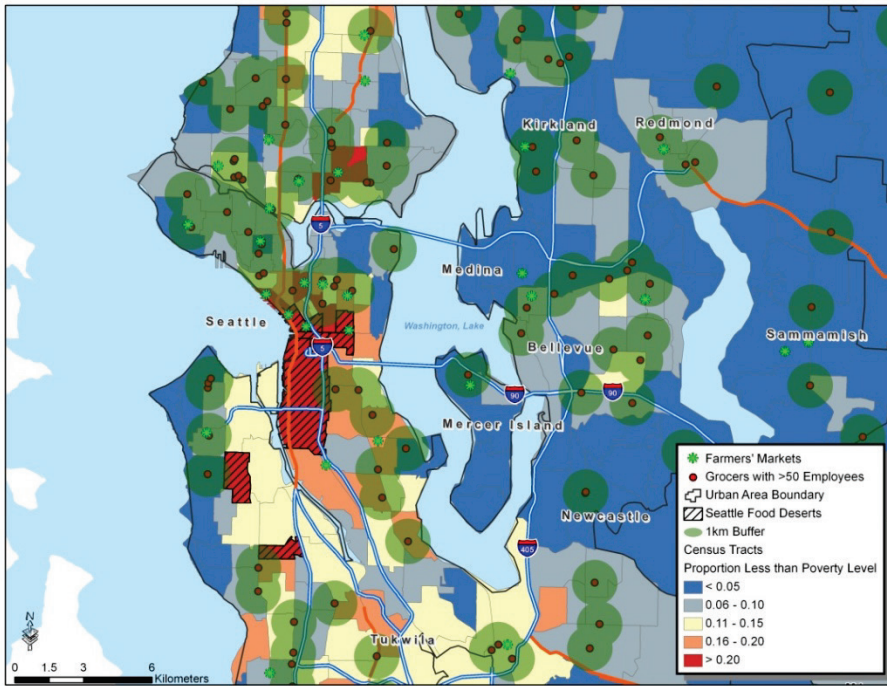 Kirkland
Redmond
5
Medina
Seattle
Washington, Lake
Sammamish
5
Bellevue
90
90
Mercer Island
Newcastle
405
Tukwila
Farmers' Markets
Grocers with >50 Employees
Urban Area Boundary
Seattle Food Deserts
1km Buffer
Census Tracts
Proportion Less than Poverty Level
< 0.05
0.06 - 0.10
0.11 - 0.15
0.16 - 0.20
> 0.20
N
0 1.5 3 6
Kilometers